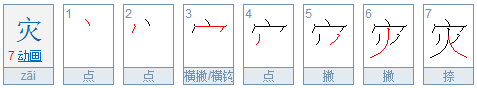 灾 1 2 3 4 5 6 7
7 动画
zāi 点 点 横撇/横钩 点 撇 撇 捺